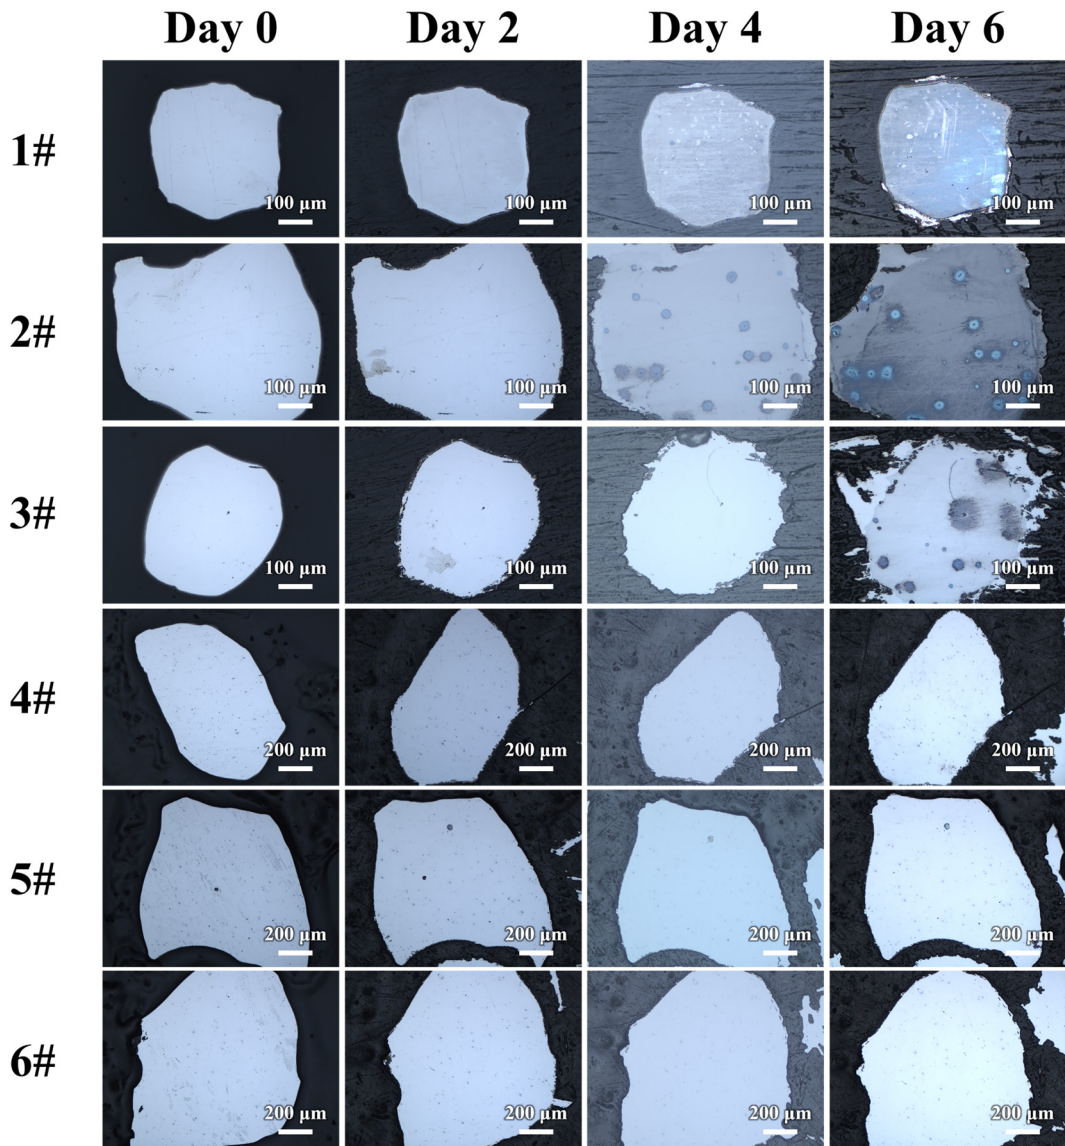 Day 0 Day 2 Day 4 Day 6
1# 100 µm 100 µm 100 µm 100 µm
2# 100 µm 100 µm 100 µm 100 µm
3# 100 µm 100 µm 100 µm 100 µm
4# 200 µm 200 µm 200 µm 200 µm
5# 200 µm 200 µm 200 µm 200 µm
6# 200 µm 200 µm 200 µm 200 µm